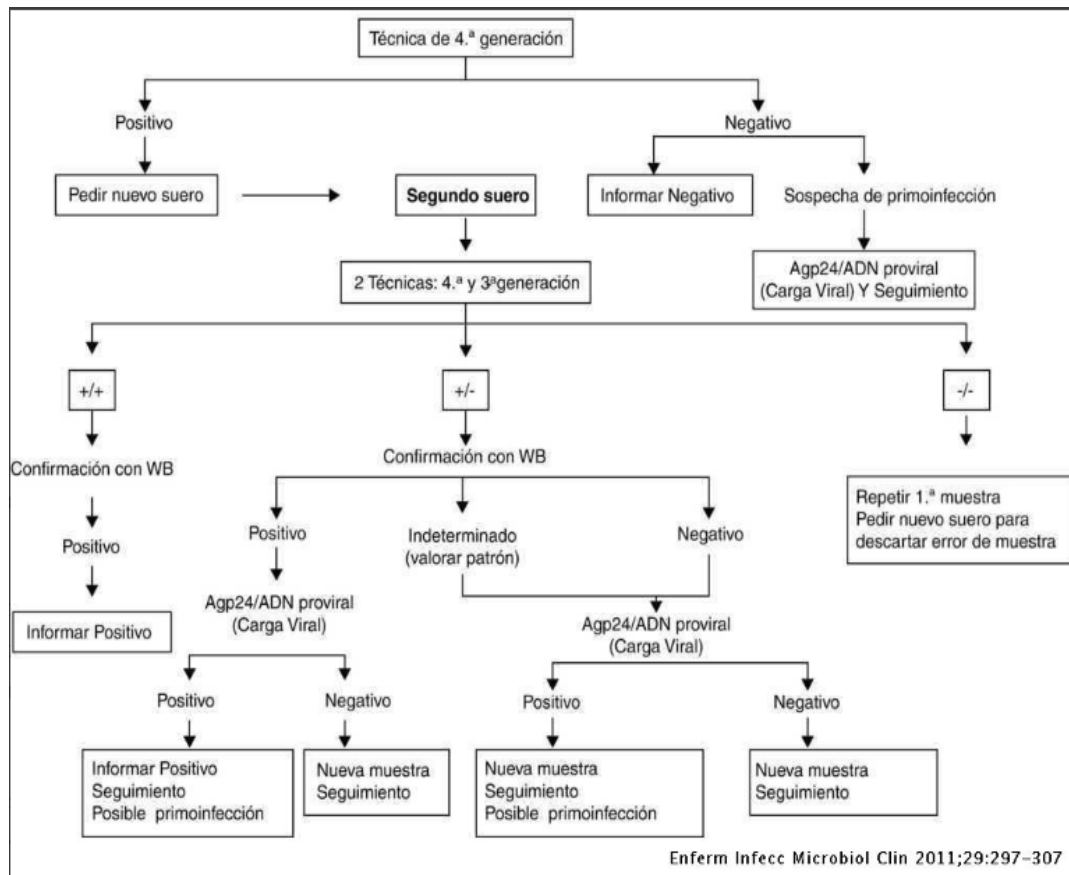 Técnica de 4.ª generación
Positivo
Negativo
Pedir nuevo suero
Segundo suero
Informar Negativo
Sospecha de primoinfección
2 Técnicas: 4.ª y 3ªgeneración
Agp24/ADN proviral
(Carga Viral) Y Seguimiento
+/+
+/-
-/-
Confirmación con WB
Confirmación con WB
Repetir 1.ª muestra
Pedir nuevo suero para
descartar error de muestra
Positivo
Positivo
Indeterminado
(valorar patrón)
Negativo
Informar Positivo
Agp24/ADN proviral
(Carga Viral)
Agp24/ADN proviral
(Carga Viral)
Positivo
Negativo
Positivo
Negativo
Informar Positivo
Seguimiento
Posible primoinfección
Nueva muestra
Seguimiento
Nueva muestra
Seguimiento
Posible primoinfección
Nueva muestra
Seguimiento
Enferm Infecc Microbiol Clin 2011;29:297–307